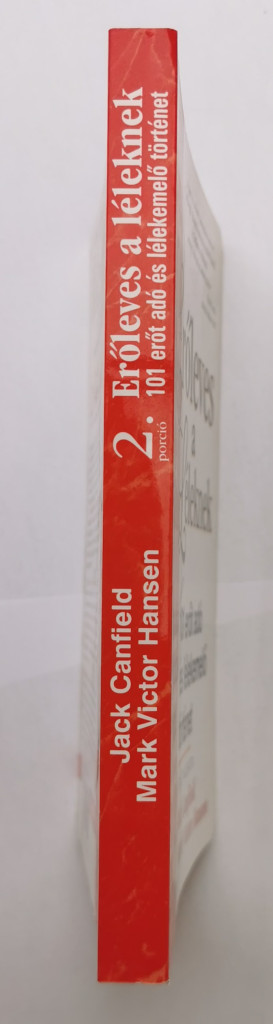 Jack Canfield
Mark Victor Hansen
2.
porció
Erőleves a léleknek
101 erőt adó és lélekemelő történet